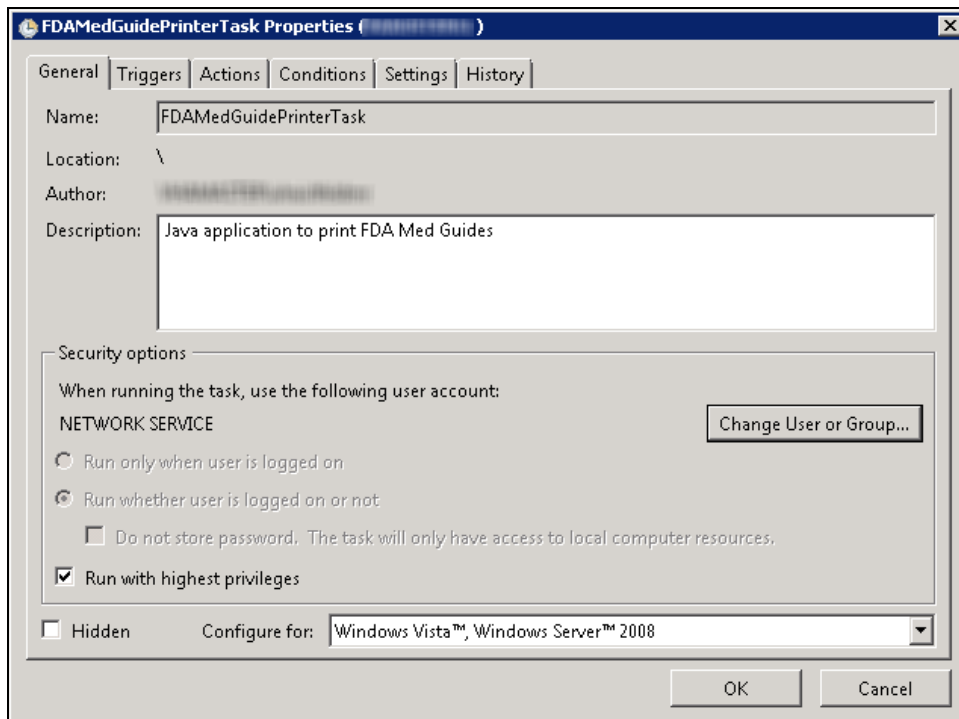 FDAMedGuidePrinterTask Properties ( )
General Triggers Actions Conditions Settings History
Name: FDAMedGuidePrinterTask
Location: \
Author:
Description: Java application to print FDA Med Guides
Security options
When running the task, use the following user account:
NETWORK SERVICE
Change User or Group...
Run only when user is logged on
Run whether user is logged on or not
Do not store password. The task will only have access to local computer resources.
Run with highest privileges
Hidden Configure for: Windows Vista™, Windows Server™ 2008
OK Cancel